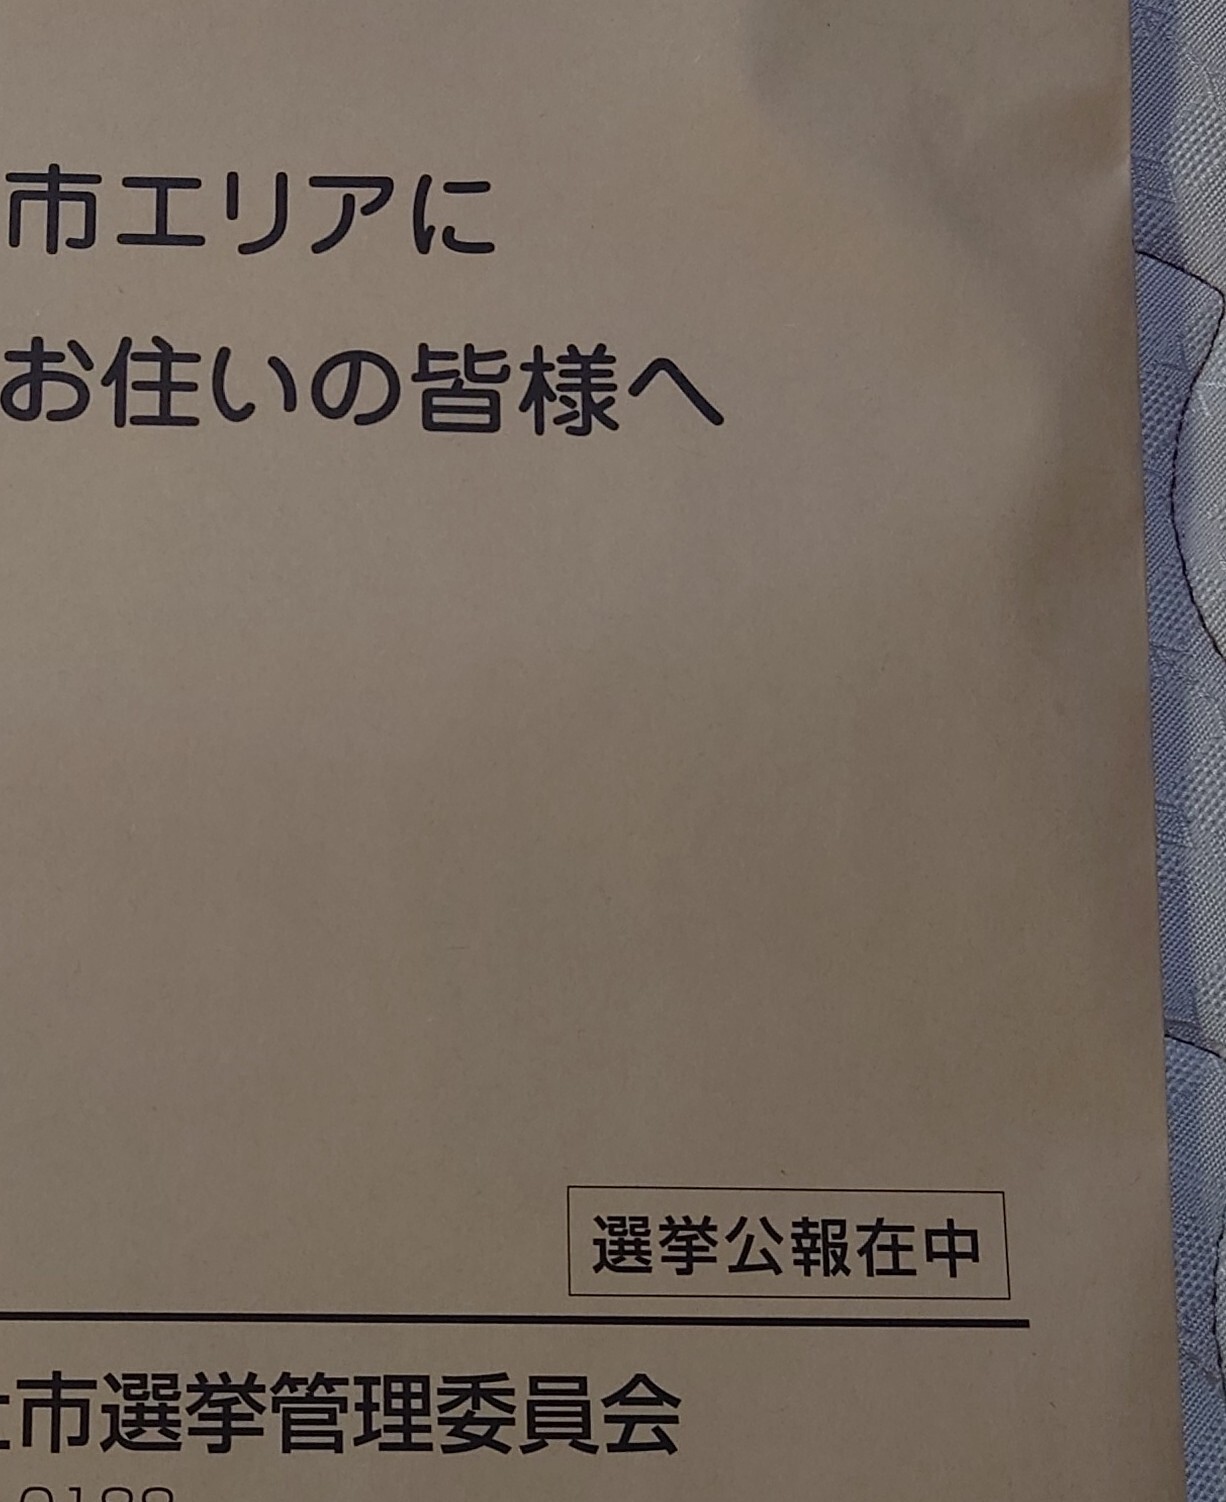 市エリアに
お住いの皆様へ
選挙公報在中
市選挙管理委員会